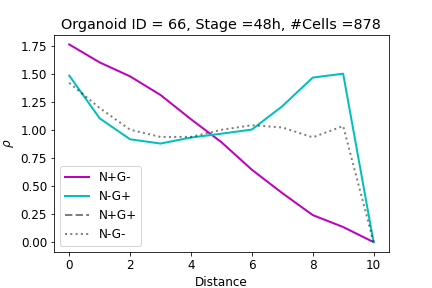 Organoid ID = 66, Stage =48h, #Cells =878
1.75
1.50
1.25
1.00
0.75
0.50
0.25
0.00
ρ
N+G-
N-G+
N+G+
N-G-
0 2 4 6 8 10
Distance